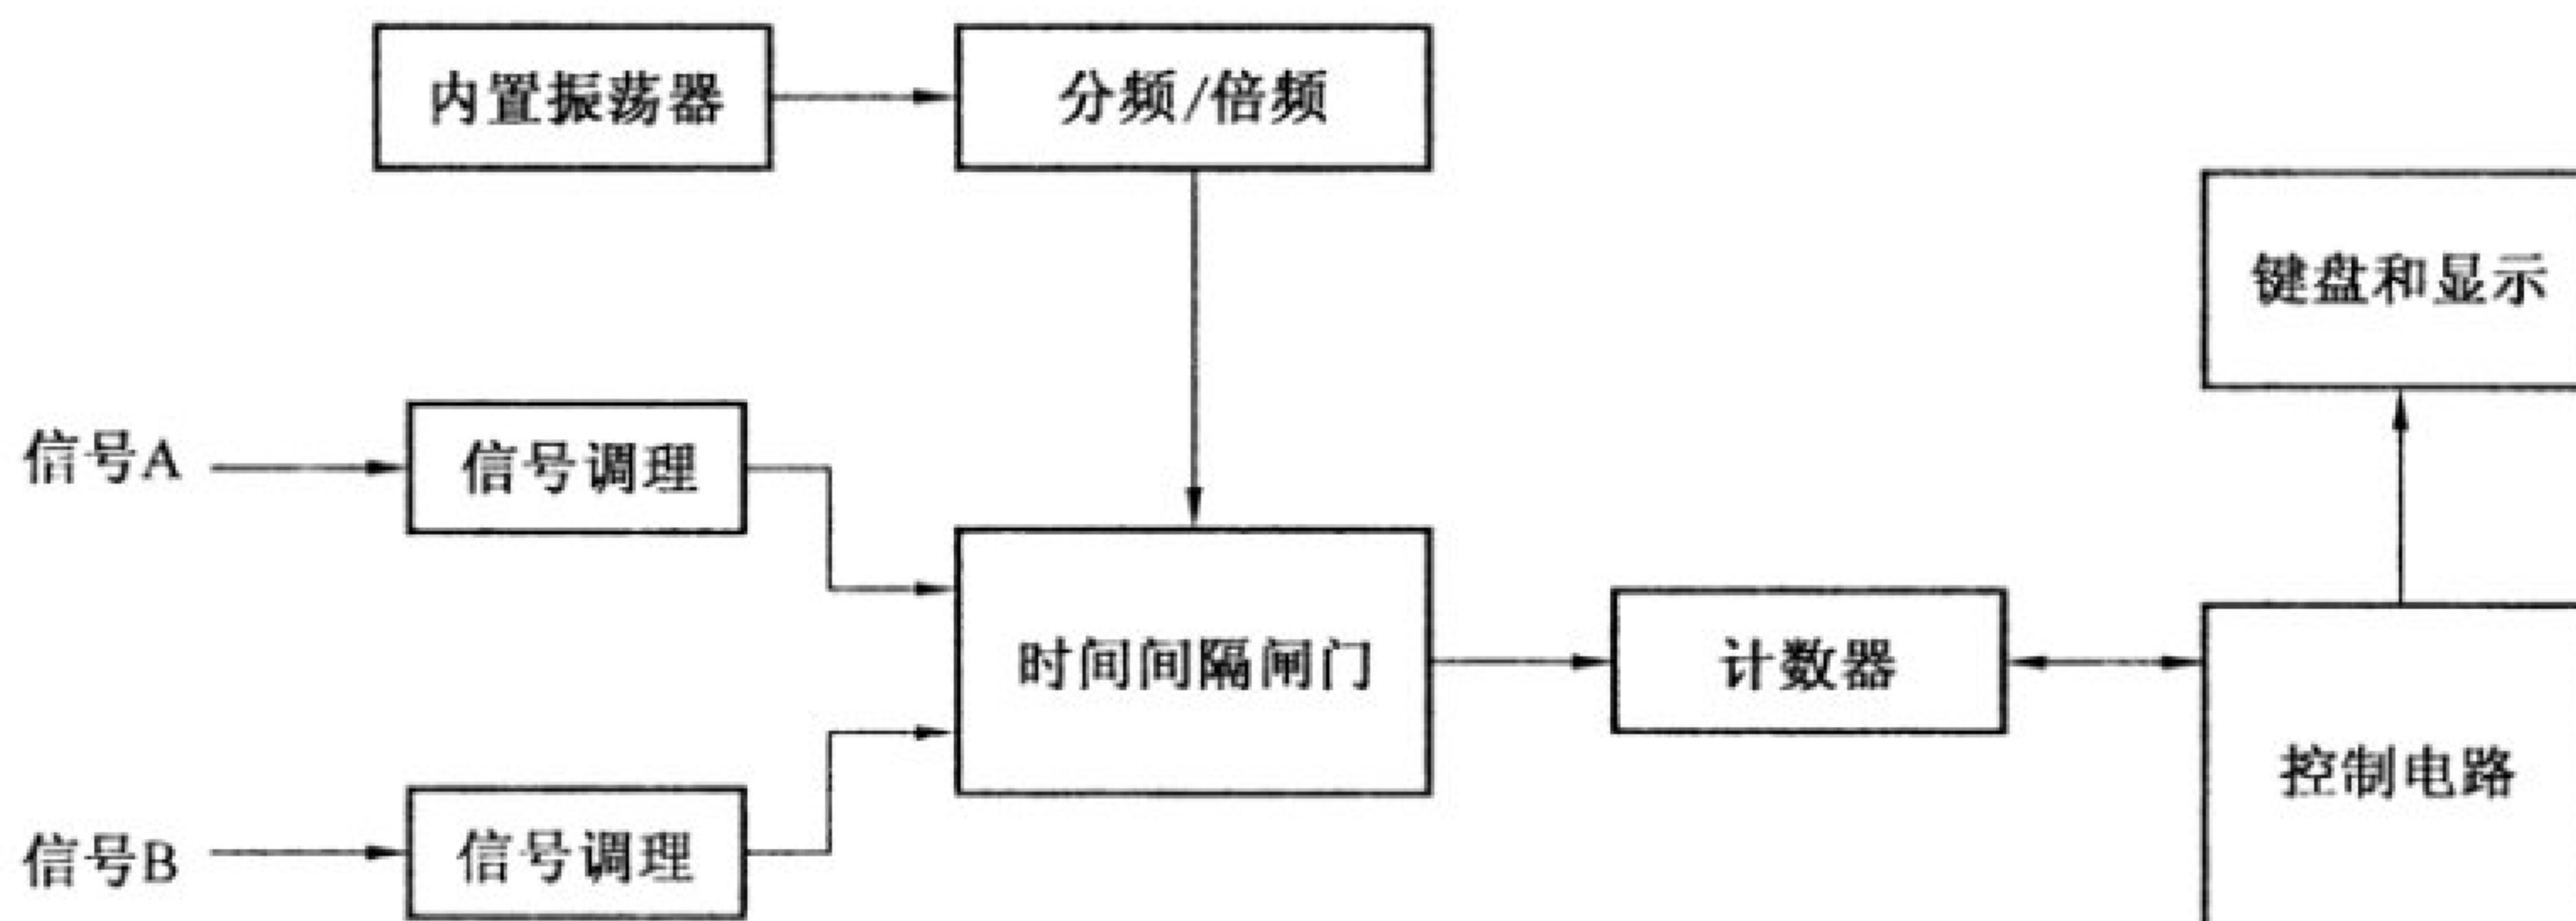 内置振荡器
分频/倍频
键盘和显示
信号A
信号调理
时间间隔闸门
计数器
控制电路
信号B
信号调理